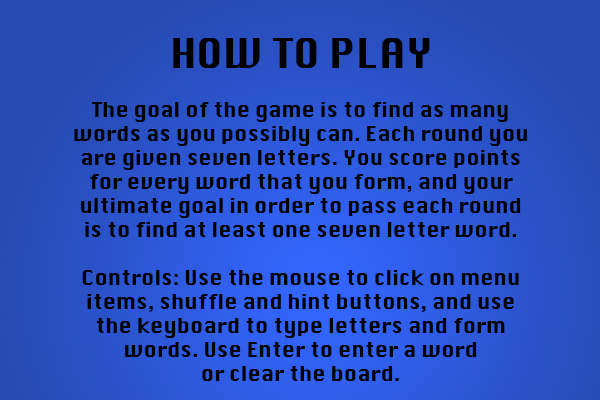 HOW TO PLAY
The goal of the game is to find as many
words as you possibly can. Each round you
are given seven letters. You score points
for every word that you form, and your
ultimate goal in order to pass each round
is to find at least one seven letter word.
Controls: Use the mouse to click on menu
items, shuffle and hint buttons, and use
the keyboard to type letters and form
words. Use Enter to enter a word
or clear the board.